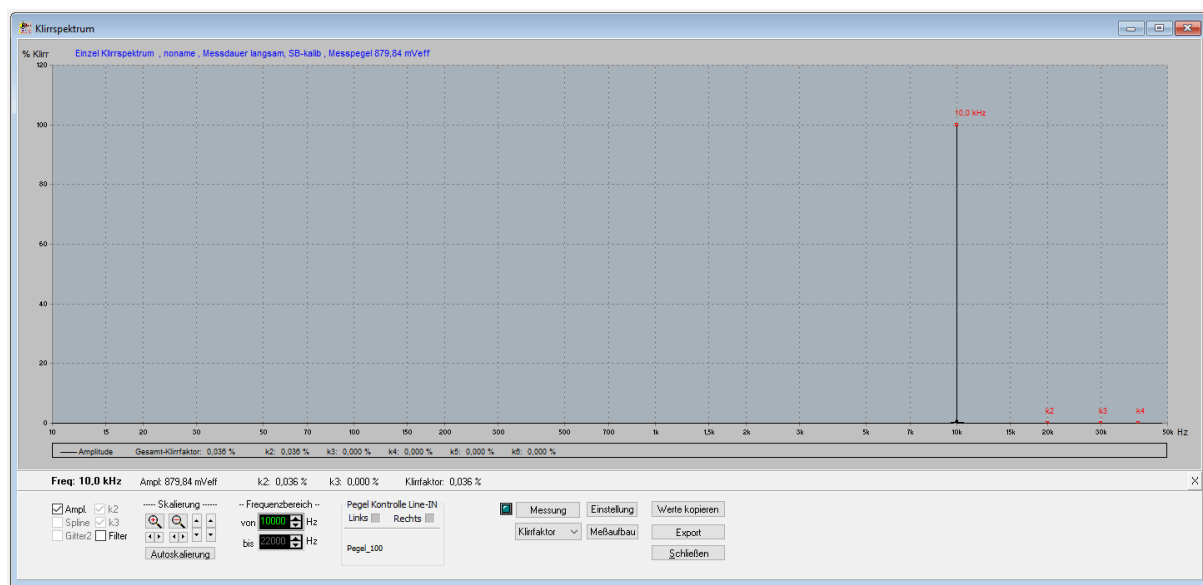 Klirrspektrum
% Klirr Einzel Klirrspektrum , noname , Messdauer langsam, SB-kalib , Messpegel 879,84 mVeff
120
10,0 kHz
100
80
60
40
20
k2 k3 k4
0
10 15 20 30 50 70 100 150 200 300 500 700 1k 1,5k 2k 3k 5k 7k 10k 15k 20k 30k 50k Hz
Amplitude Gesamt-Klirrfaktor: 0,036 % k2: 0,036 % k3: 0,000 % k4: 0,000 % k5: 0,000 % k6: 0,000 %
Freq: 10,0 kHz Ampl: 879,84 mVeff k2: 0,036 % k3: 0,000 % Klirrfaktor: 0,036 % X
Ampl. k2 ----- Skalierung ------ -- Frequenzbereich -- Pegel Kontrolle Line-IN Messung Einstellung Werte kopieren
Spline k3 von 10000 Hz Links Rechts
Gitter2 Filter Klirrfaktor Meßaufbau Export
bis 22000 Hz
Autoskalierung Pegel_100 Schließen